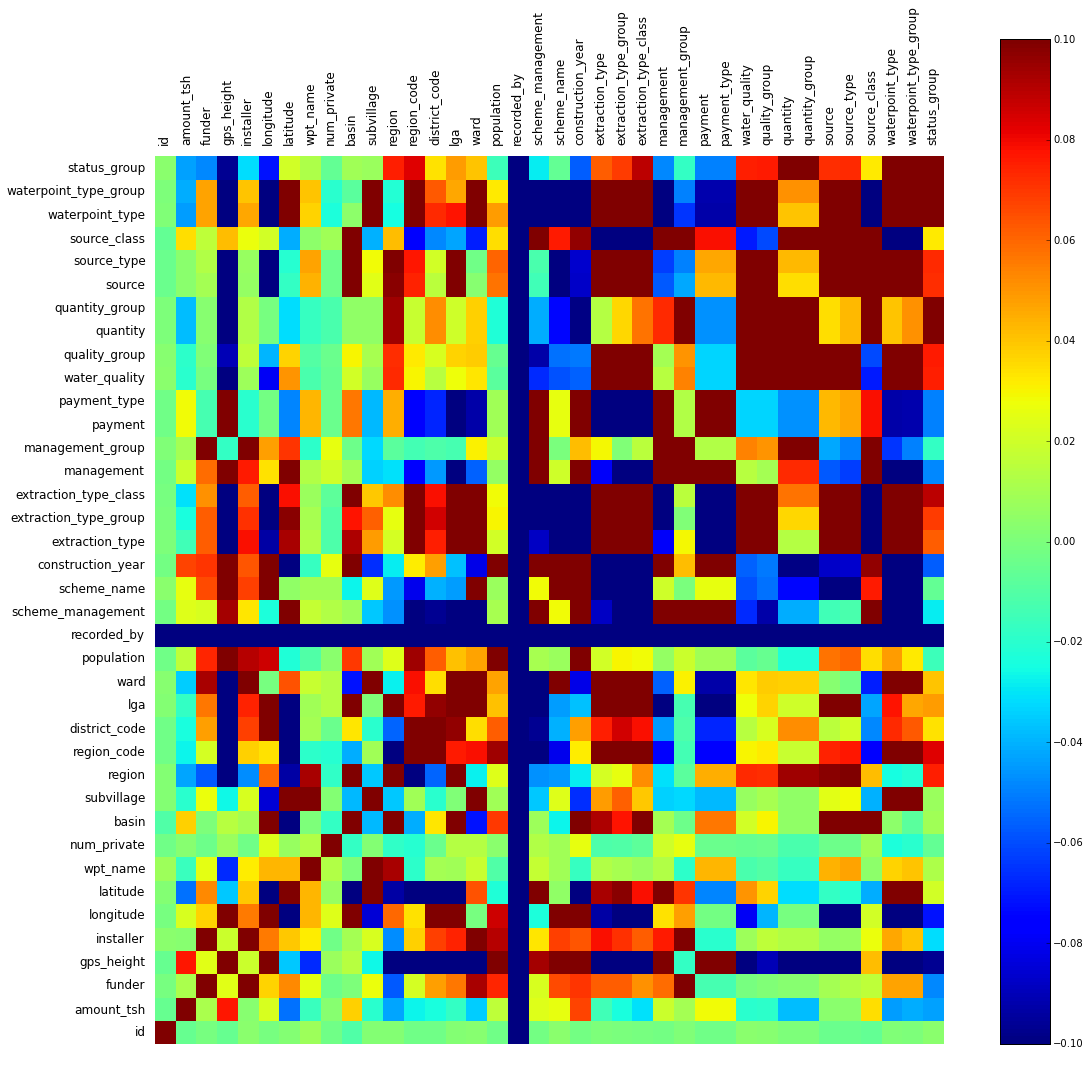 id
amount_tsh
funder
gps_height
installer
longitude
latitude
wpt_name
num_private
basin
subvillage
region
region_code
district_code
lga
ward
population
recorded_by
scheme_management
scheme_name
construction_year
extraction_type
extraction_type_group
extraction_type_class
management
management_group
payment
payment_type
water_quality
quality_group
quantity
quantity_group
source
source_type
source_class
waterpoint_type
waterpoint_type_group
status_group
status_group
waterpoint_type_group
waterpoint_type
source_class
source_type
source
quantity_group
quantity
quality_group
water_quality
payment_type
payment
management_group
management
extraction_type_class
extraction_type_group
extraction_type
construction_year
scheme_name
scheme_management
recorded_by
population
ward
lga
district_code
region_code
region
subvillage
basin
num_private
wpt_name
latitude
longitude
installer
gps_height
funder
amount_tsh
id
0.10
0.08
0.06
0.04
0.02
0.00
−0.02
−0.04
−0.06
−0.08
−0.10